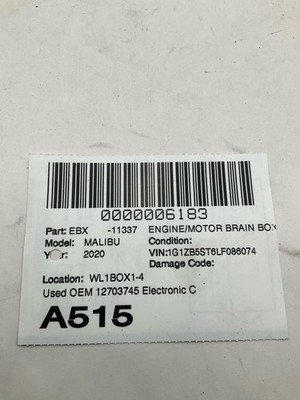 0000006183
Part: EBX -11337 ENGINE/MOTOR BRAIN BOX
Model: MALIBU Condition:
Year: 2020 VIN:1G1ZB5ST6LF086074
Damage Code:
Location: WL1BOX1-4
Used OEM 12703745 Electronic C
A515